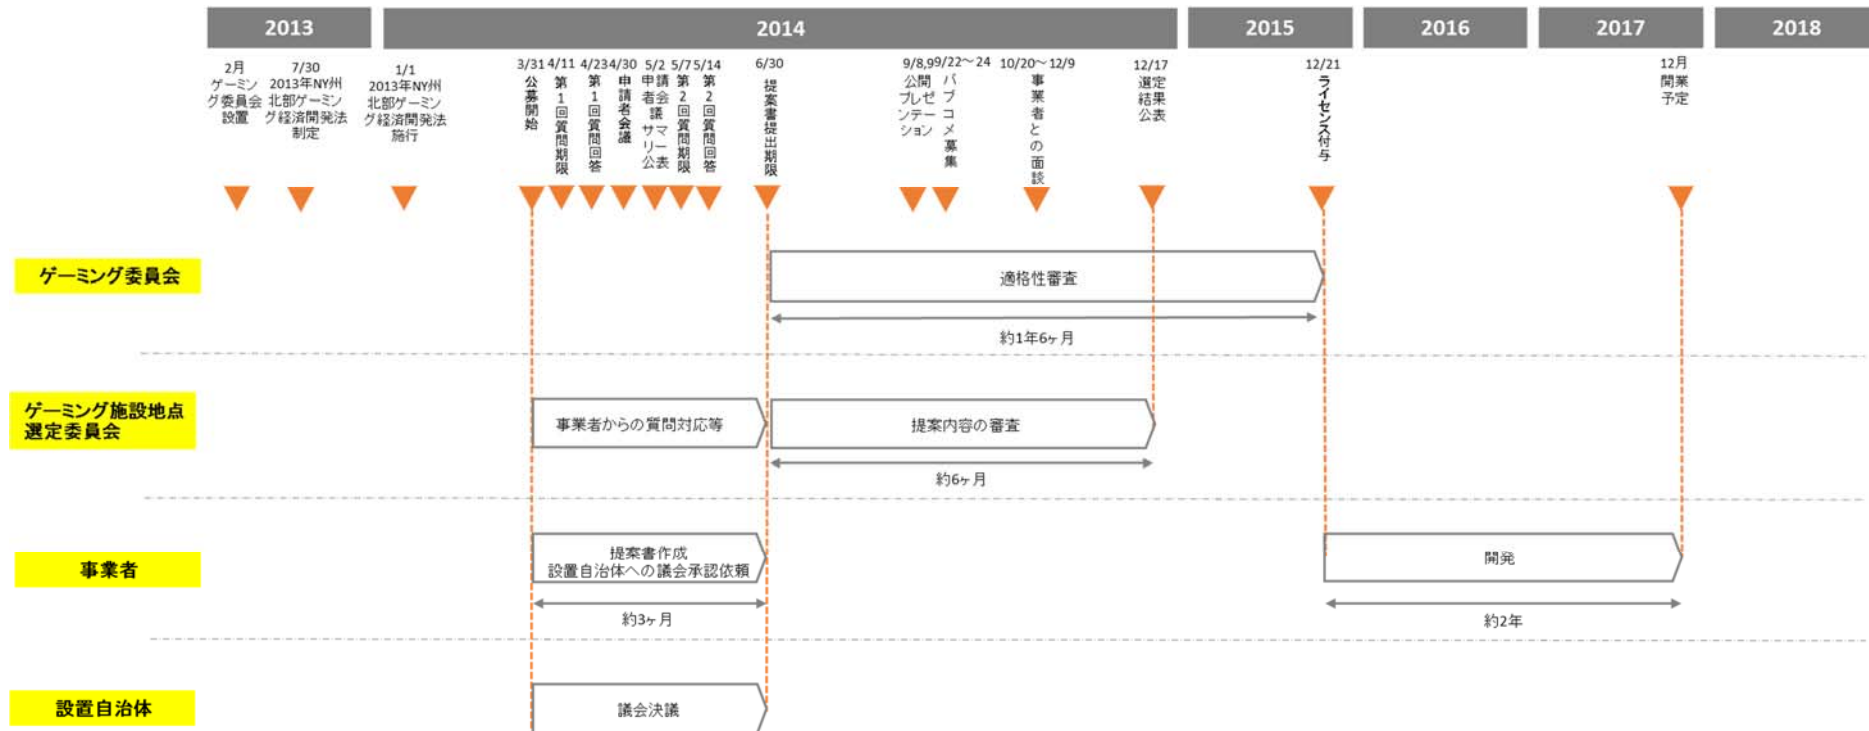 2013
2014
2015
2016
2017
2018
2月
ゲーミン
グ委員会
設置
7/30
2013年NY州
北部ゲーミン
グ経済開発法
制定
1/1
2013年NY州
北部ゲーミン
グ経済開発法
施行
3/31
公募開始
4/11
第1回質問期限
4/23
第1回質問回答
4/30
申請者会議
5/2
申請
者会
議
サマ
リー
公表
5/7
第2回質問期限
5/14
第2回質問回答
6/30
提案書提出期限
9/8,9
公開
プレゼ
ンテー
ション
9/22～24
パブコメ募集
10/20～12/9
事業者との面談
12/17
選定
結果
公表
12/21
ライセンス付与
12月
開業
予定
ゲーミング委員会
適格性審査
約1年6ヶ月
ゲーミング施設地点
選定委員会
事業者からの質問対応等
提案内容の審査
約6ヶ月
事業者
提案書作成
設置自治体への議会承認依頼
約3ヶ月
開発
約2年
設置自治体
議会決議